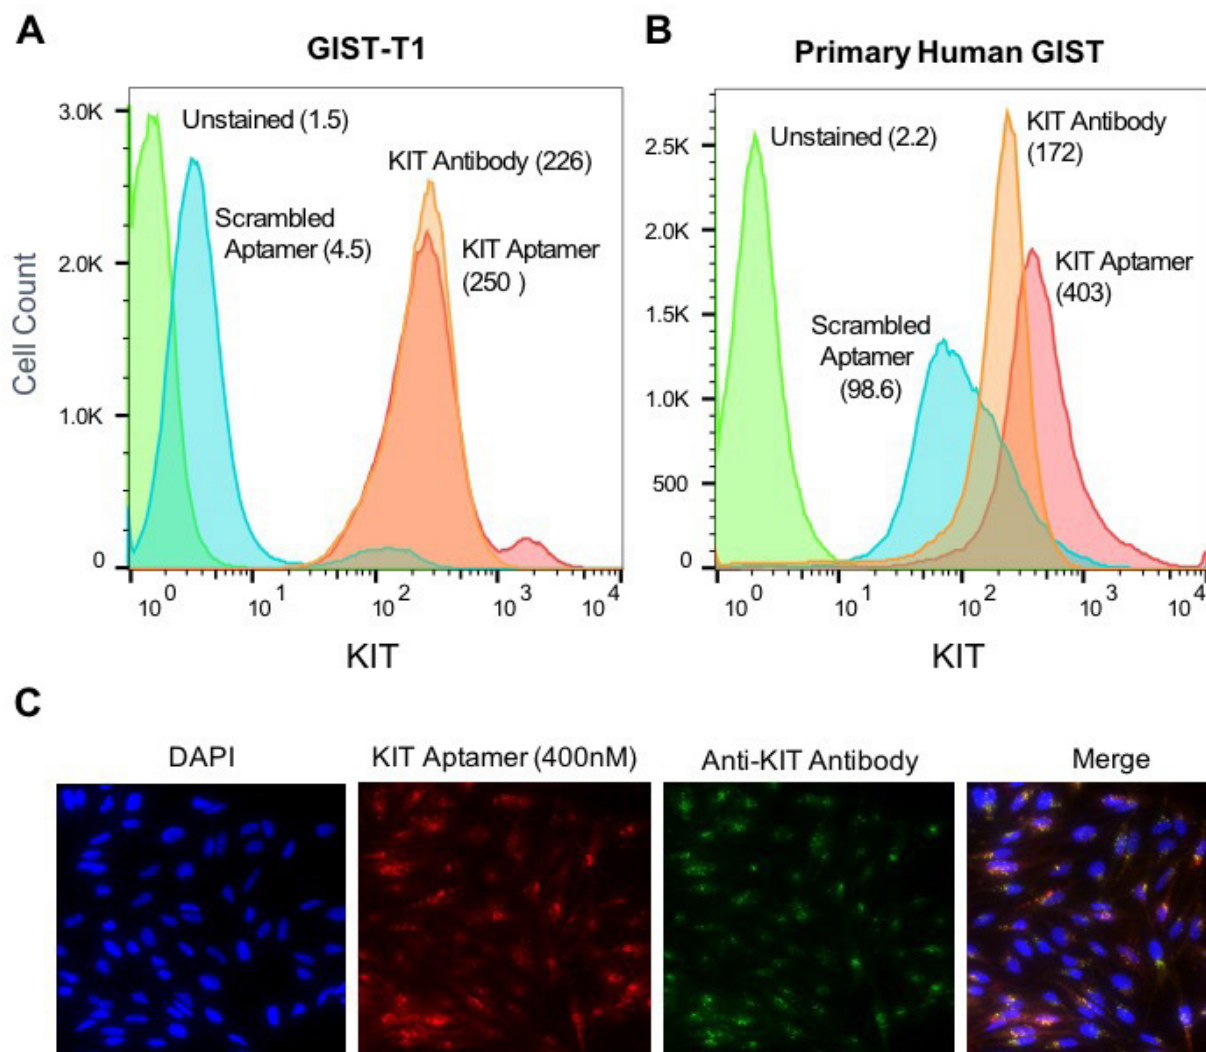 A
GIST-T1
3.0K
2.0K
1.0K
0
Cell Count
Unstained (1.5)
Scrambled
Aptamer (4.5)
KIT Antibody (226)
KIT Aptamer
(250 )
10 0
10 1
10 2
10 3
10 4
KIT
B
Primary Human GIST
2.5K
2.0K
1.5K
1.0K
500
0
Unstained (2.2)
KIT Antibody
(172)
KIT Aptamer
(403)
Scrambled
Aptamer
(98.6)
10 0
10 1
10 2
10 3
10 4
KIT
C
DAPI
KIT Aptamer (400nM)
Anti-KIT Antibody
Merge